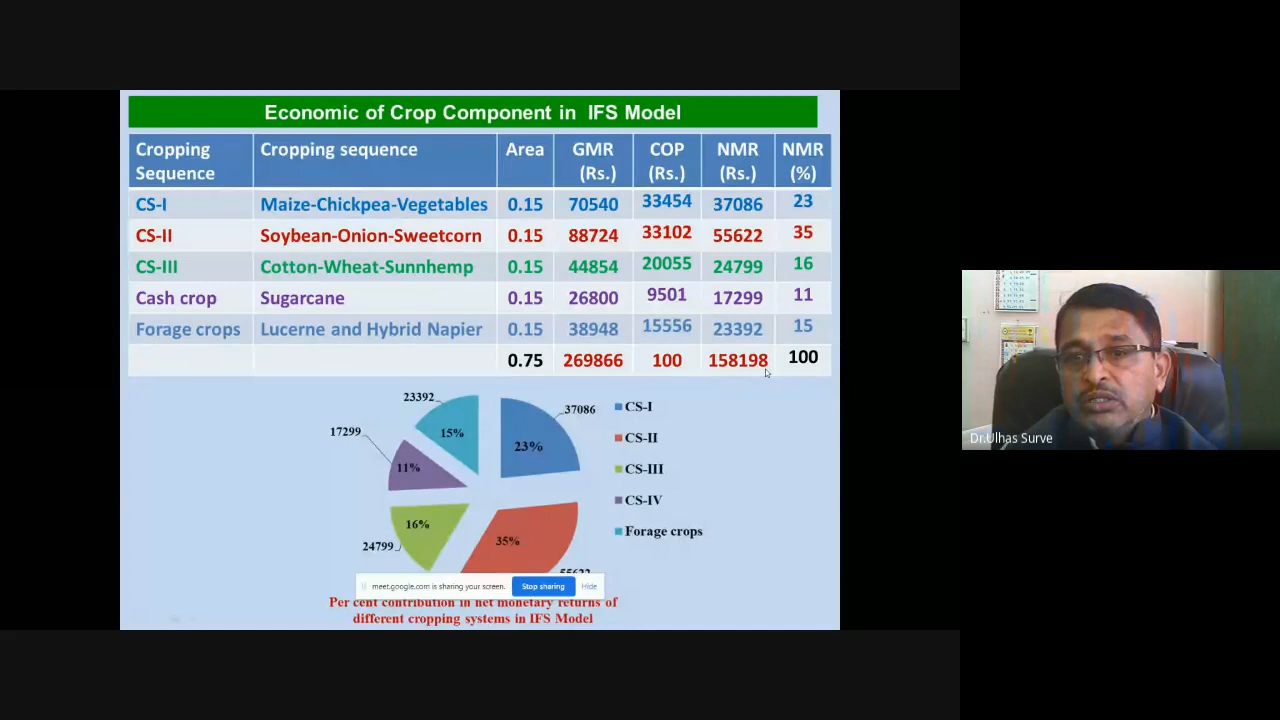 Economic of Crop Component in IFS Model
Cropping Sequence Cropping sequence Area GMR (Rs.) COP (Rs.) NMR (Rs.) NMR (%)
CS-I Maize-Chickpea-Vegetables 0.15 70540 33454 37086 23
CS-II Soybean-Onion-Sweetcorn 0.15 88724 33102 55622 35
CS-III Cotton-Wheat-Sunnhemp 0.15 44854 20055 24799 16
Cash crop Sugarcane 0.15 26800 9501 17299 11
Forage crops Lucerne and Hybrid Napier 0.15 38948 15556 23392 15
0.75 269866 100 158198 100
23392
37086
CS-I
17299
15%
23%
CS-II
11%
CS-III
16%
CS-IV
24799
35%
Forage crops
55622
meet.google.com is sharing your screen. Stop sharing Hide
Per cent contribution in net monetary returns of
different cropping systems in IFS Model
Dr.Ulhas Surve